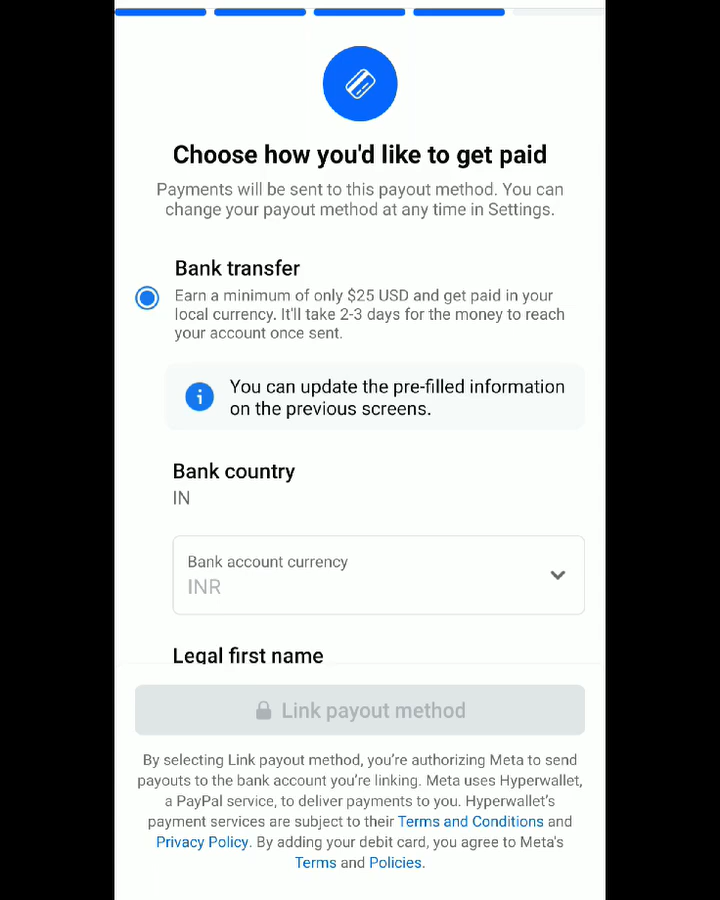 Choose how you'd like to get paid
Payments will be sent to this payout method. You can
change your payout method at any time in Settings.
Bank transfer
Earn a minimum of only $25 USD and get paid in your
local currency. It'll take 2-3 days for the money to reach
your account once sent.
You can update the pre-filled information
on the previous screens.
Bank country
IN
Bank account currency
INR
Legal first name
Link payout method
By selecting Link payout method, you're authorizing Meta to send
payouts to the bank account you're linking. Meta uses Hyperwallet,
a PayPal service, to deliver payments to you. Hyperwallet's
payment services are subject to their Terms and Conditions and
Privacy Policy. By adding your debit card, you agree to Meta's
Terms and Policies.